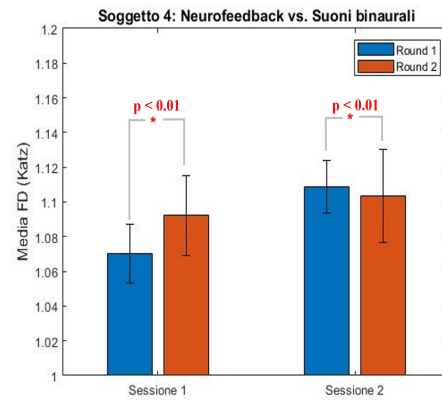 Soggetto 4: Neurofeedback vs. Suoni binaurali
1.2
1.18
1.16
1.14
1.12
1.1
1.08
1.06
1.04
1.02
1
Media FD (Katz)
Round 1
Round 2
p < 0.01
*
p < 0.01
*
Sessione 1
Sessione 2